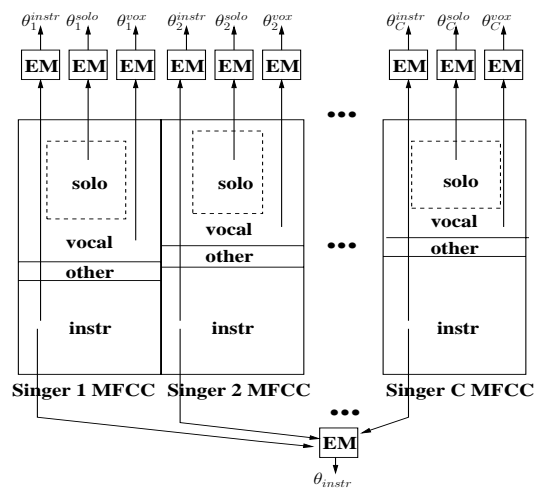 θ_1^{instr} θ_1^{solo} θ_1^{vox} θ_2^{instr} θ_2^{solo} θ_2^{vox} θ_C^{instr} θ_C^{solo} θ_C^{vox}
EM EM EM EM EM EM EM EM EM
•••
solo solo solo
vocal vocal vocal
•••
other other other
instr instr instr
Singer 1 MFCC Singer 2 MFCC Singer C MFCC
•••
EM
θ_{instr}